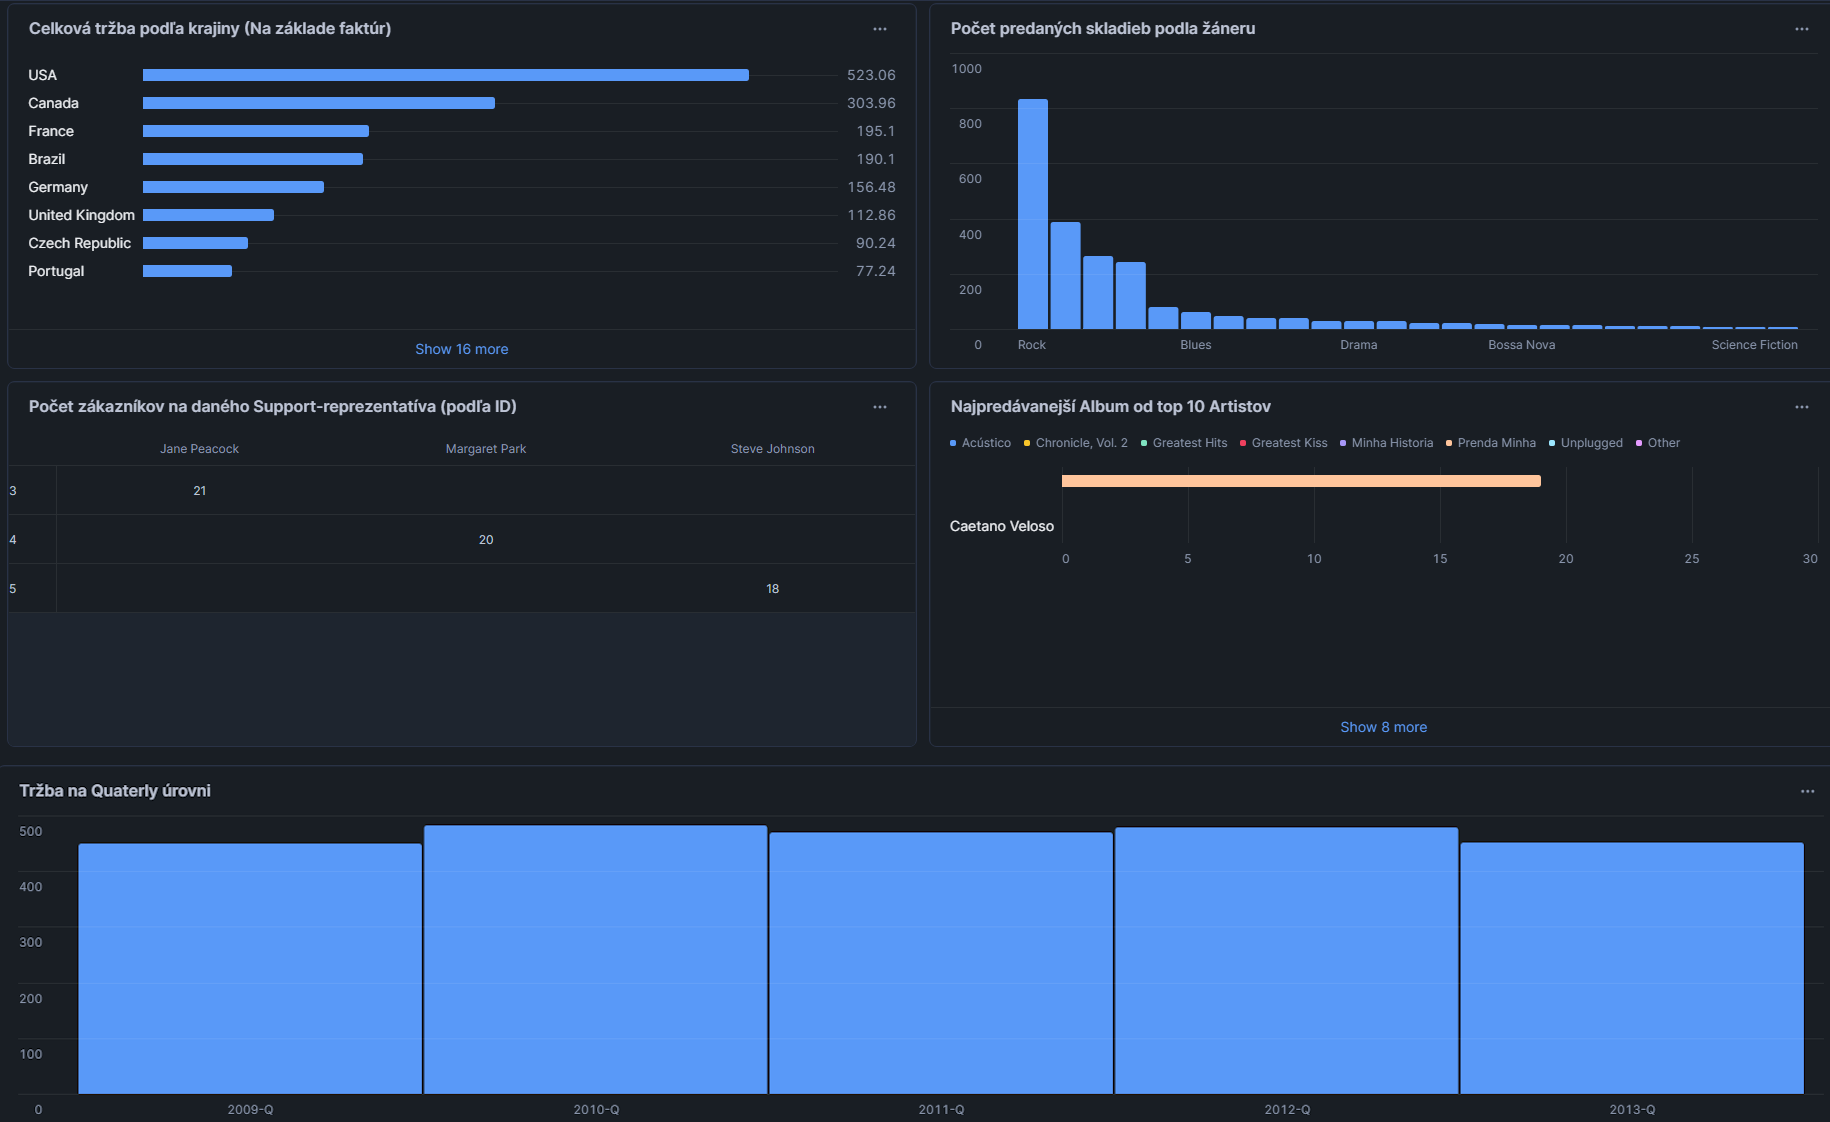 Celková tržba podľa krajiny (Na základe faktúr)
USA 523.06
Canada 303.96
France 195.1
Brazil 190.1
Germany 156.48
United Kingdom 112.86
Czech Republic 90.24
Portugal 77.24
Show 16 more
Počet predaných skladieb podla žáneru
1000
800
600
400
200
0
Rock Blues Drama Bossa Nova Science Fiction
Počet zákazníkov na daného Support-reprezentatíva (podľa ID)
Jane Peacock Margaret Park Steve Johnson
3 21
4 20
5 18
Najpredávanejší Album od top 10 Artistov
Acústico Chronicle, Vol. 2 Greatest Hits Greatest Kiss Minha Historia Prenda Minha Unplugged Other
Caetano Veloso
0 5 10 15 20 25 30
Show 8 more
Tržba na Quaterly úrovni
500
400
300
200
100
0
2009-Q 2010-Q 2011-Q 2012-Q 2013-Q